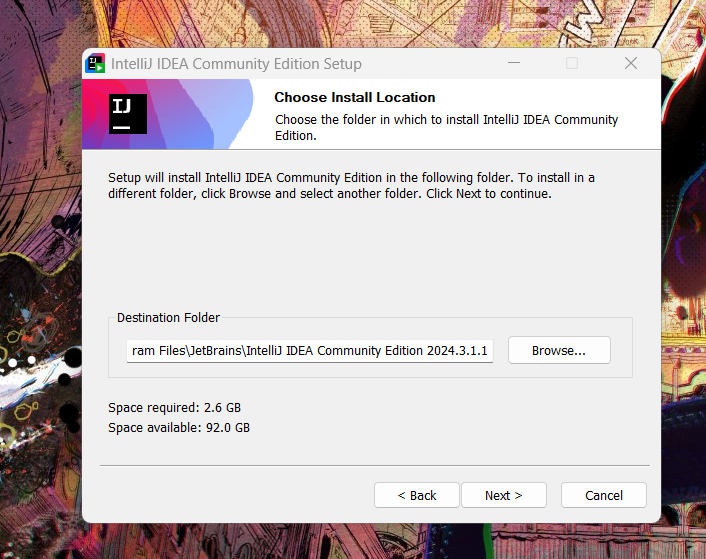 IntelliJ IDEA Community Edition Setup
IJ
Choose Install Location
Choose the folder in which to install IntelliJ IDEA Community
Edition.
Setup will install IntelliJ IDEA Community Edition in the following folder. To install in a
different folder, click Browse and select another folder. Click Next to continue.
Destination Folder
ram Files\JetBrains\IntelliJ IDEA Community Edition 2024.3.1.1
Browse...
Space required: 2.6 GB
Space available: 92.0 GB
< Back
Next >
Cancel